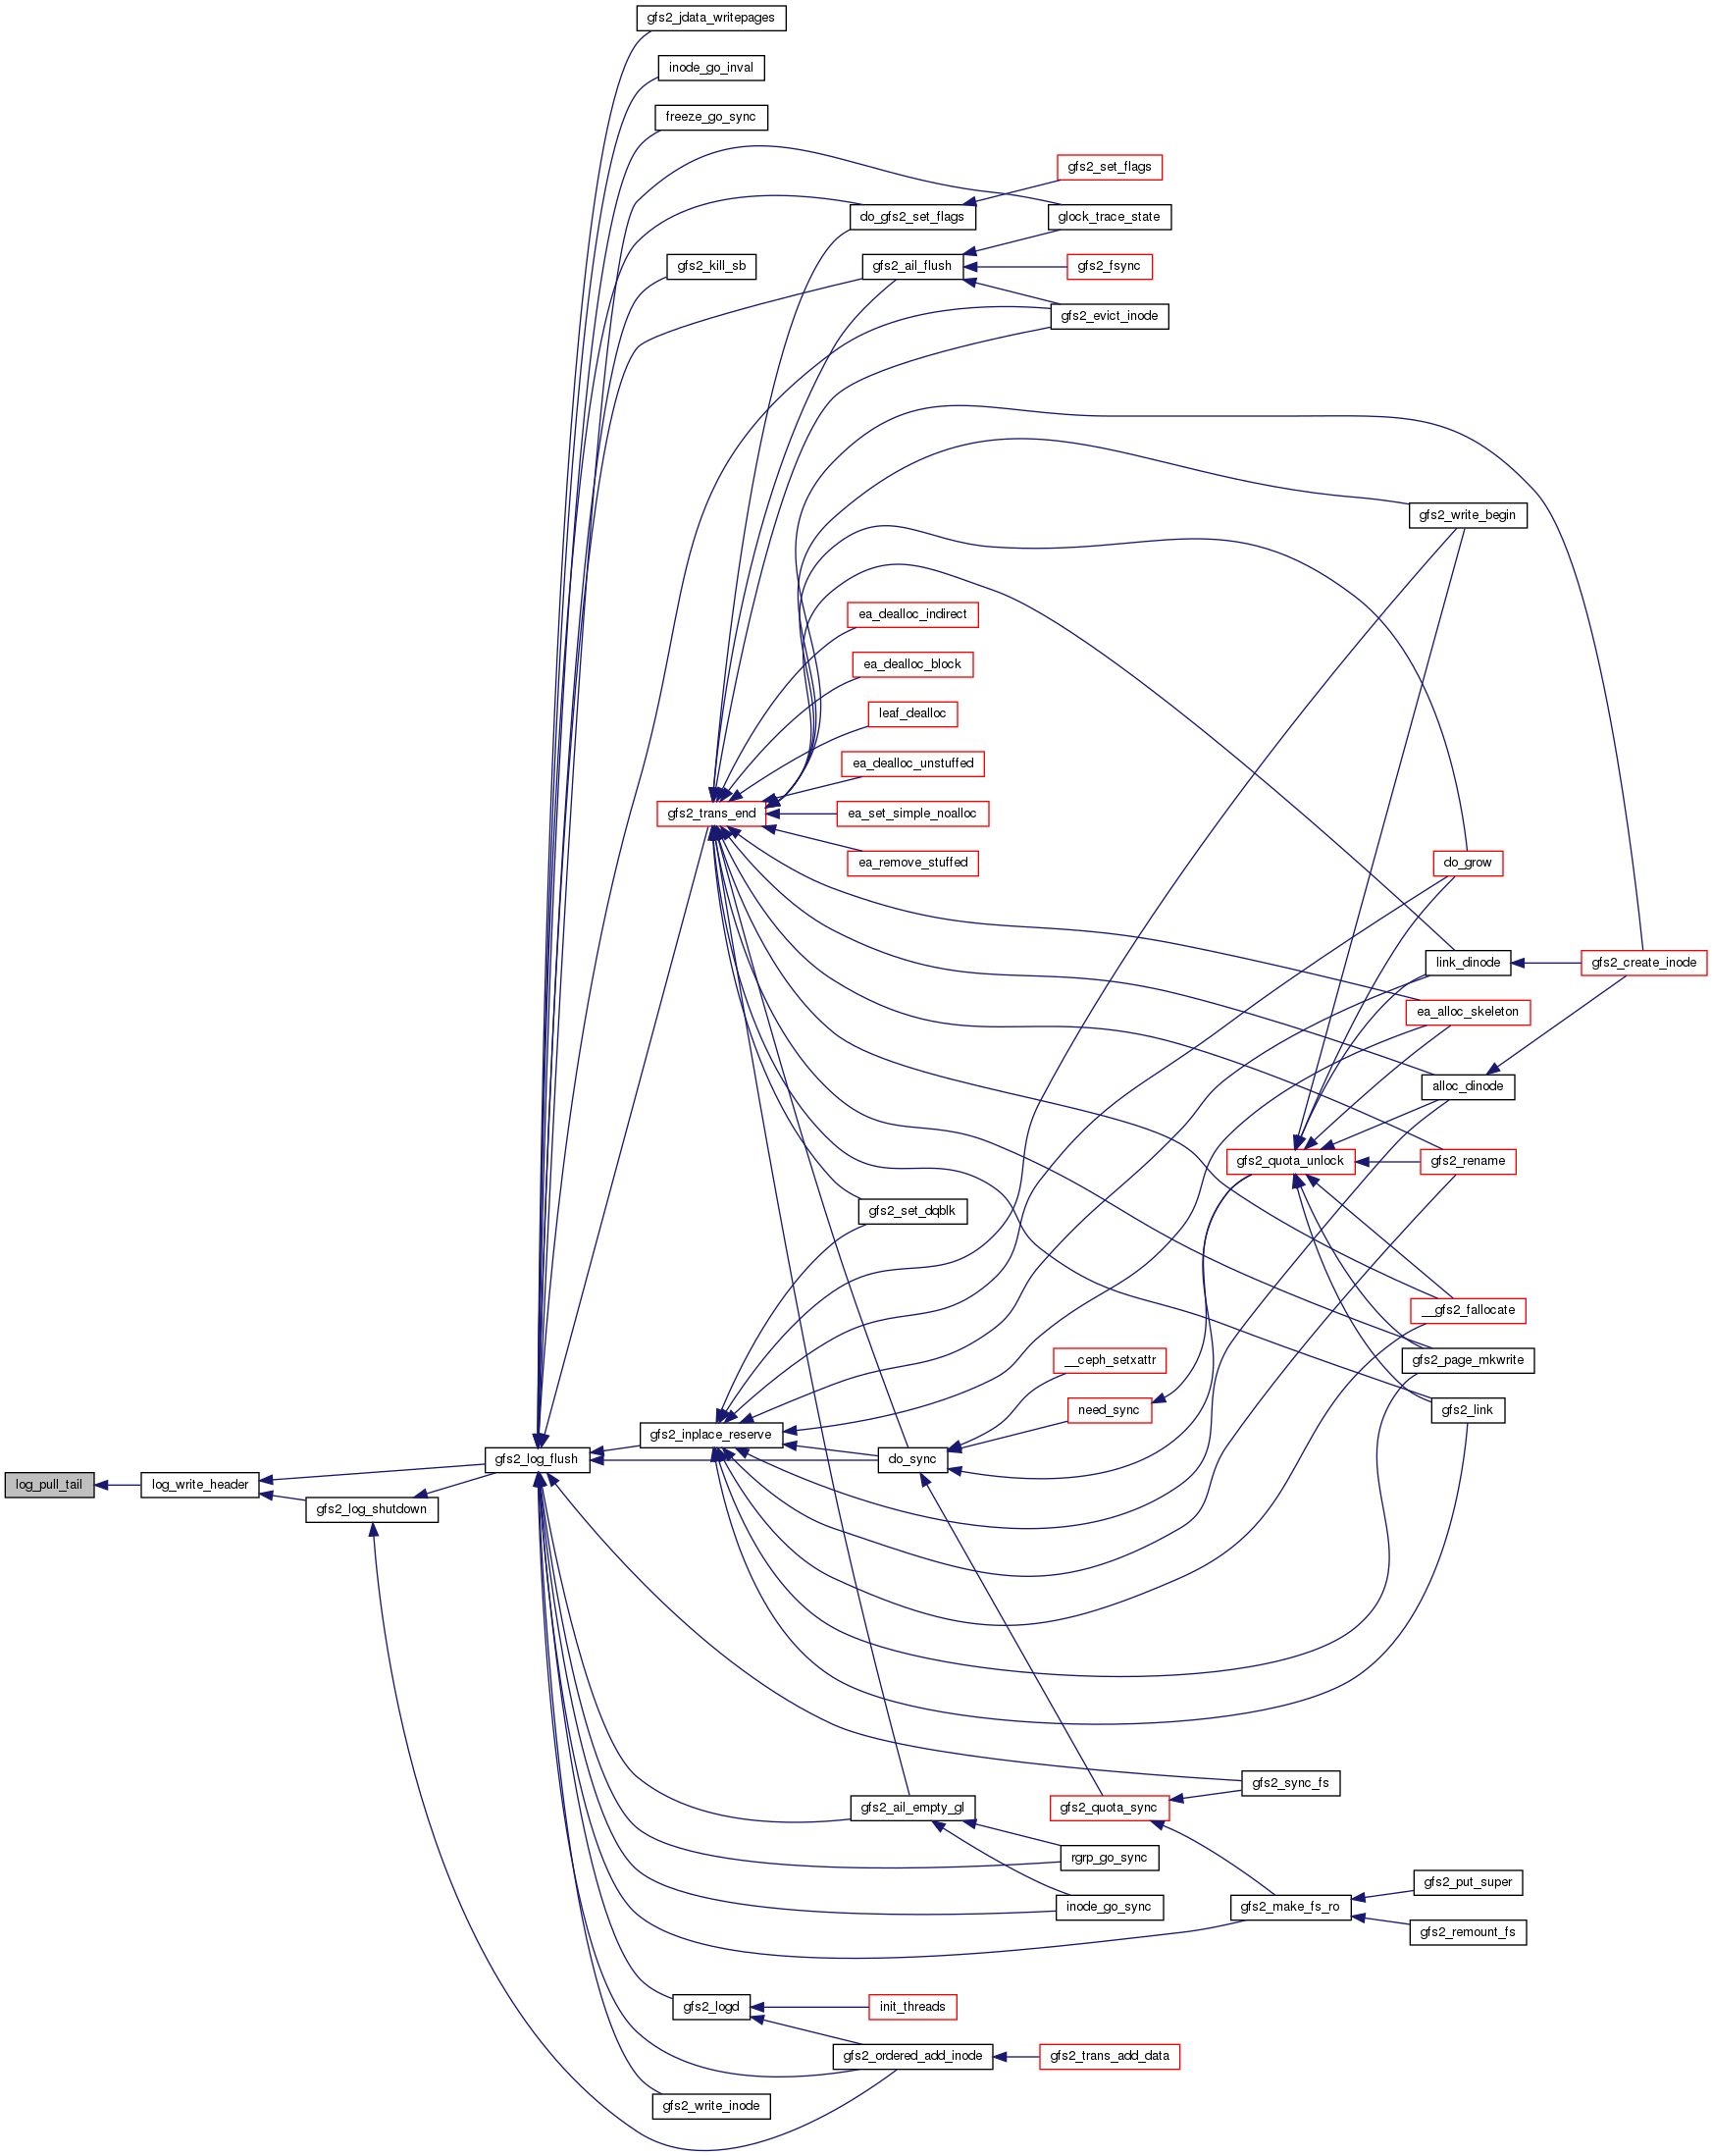 gfs2_jdata_writepages
inode_go_inval
freeze_go_sync
gfs2_set_flags
do_gfs2_set_flags
glock_trace_state
gfs2_kill_sb
gfs2_ail_flush
gfs2_fsync
gfs2_evict_inode
gfs2_write_begin
ea_dealloc_indirect
ea_dealloc_block
leaf_dealloc
ea_dealloc_unstuffed
gfs2_trans_end
ea_set_simple_noalloc
ea_remove_stuffed
do_grow
link_dinode
gfs2_create_inode
ea_alloc_skeleton
alloc_dinode
gfs2_quota_unlock
gfs2_rename
gfs2_set_dqblk
__gfs2_fallocate
gfs2_page_mkwrite
__ceph_setxattr
need_sync
gfs2_link
gfs2_inplace_reserve
gfs2_log_flush
do_sync
log_pull_tail
log_write_header
gfs2_log_shutdown
gfs2_sync_fs
gfs2_ail_empty_gl
gfs2_quota_sync
rgrp_go_sync
gfs2_put_super
inode_go_sync
gfs2_make_fs_ro
gfs2_remount_fs
gfs2_logd
init_threads
gfs2_ordered_add_inode
gfs2_trans_add_data
gfs2_write_inode